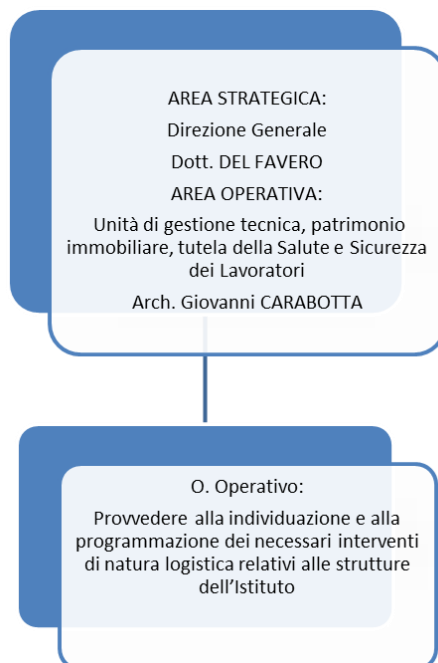 AREA STRATEGICA:
Direzione Generale
Dott. DEL FAVERO
AREA OPERATIVA:
Unità di gestione tecnica, patrimonio
immobiliare, tutela della Salute e Sicurezza
dei Lavoratori
Arch. Giovanni CARABOTTA
O. Operativo:
Provvedere alla individuazione e alla
programmazione dei necessari interventi
di natura logistica relativi alle strutture
dell’Istituto